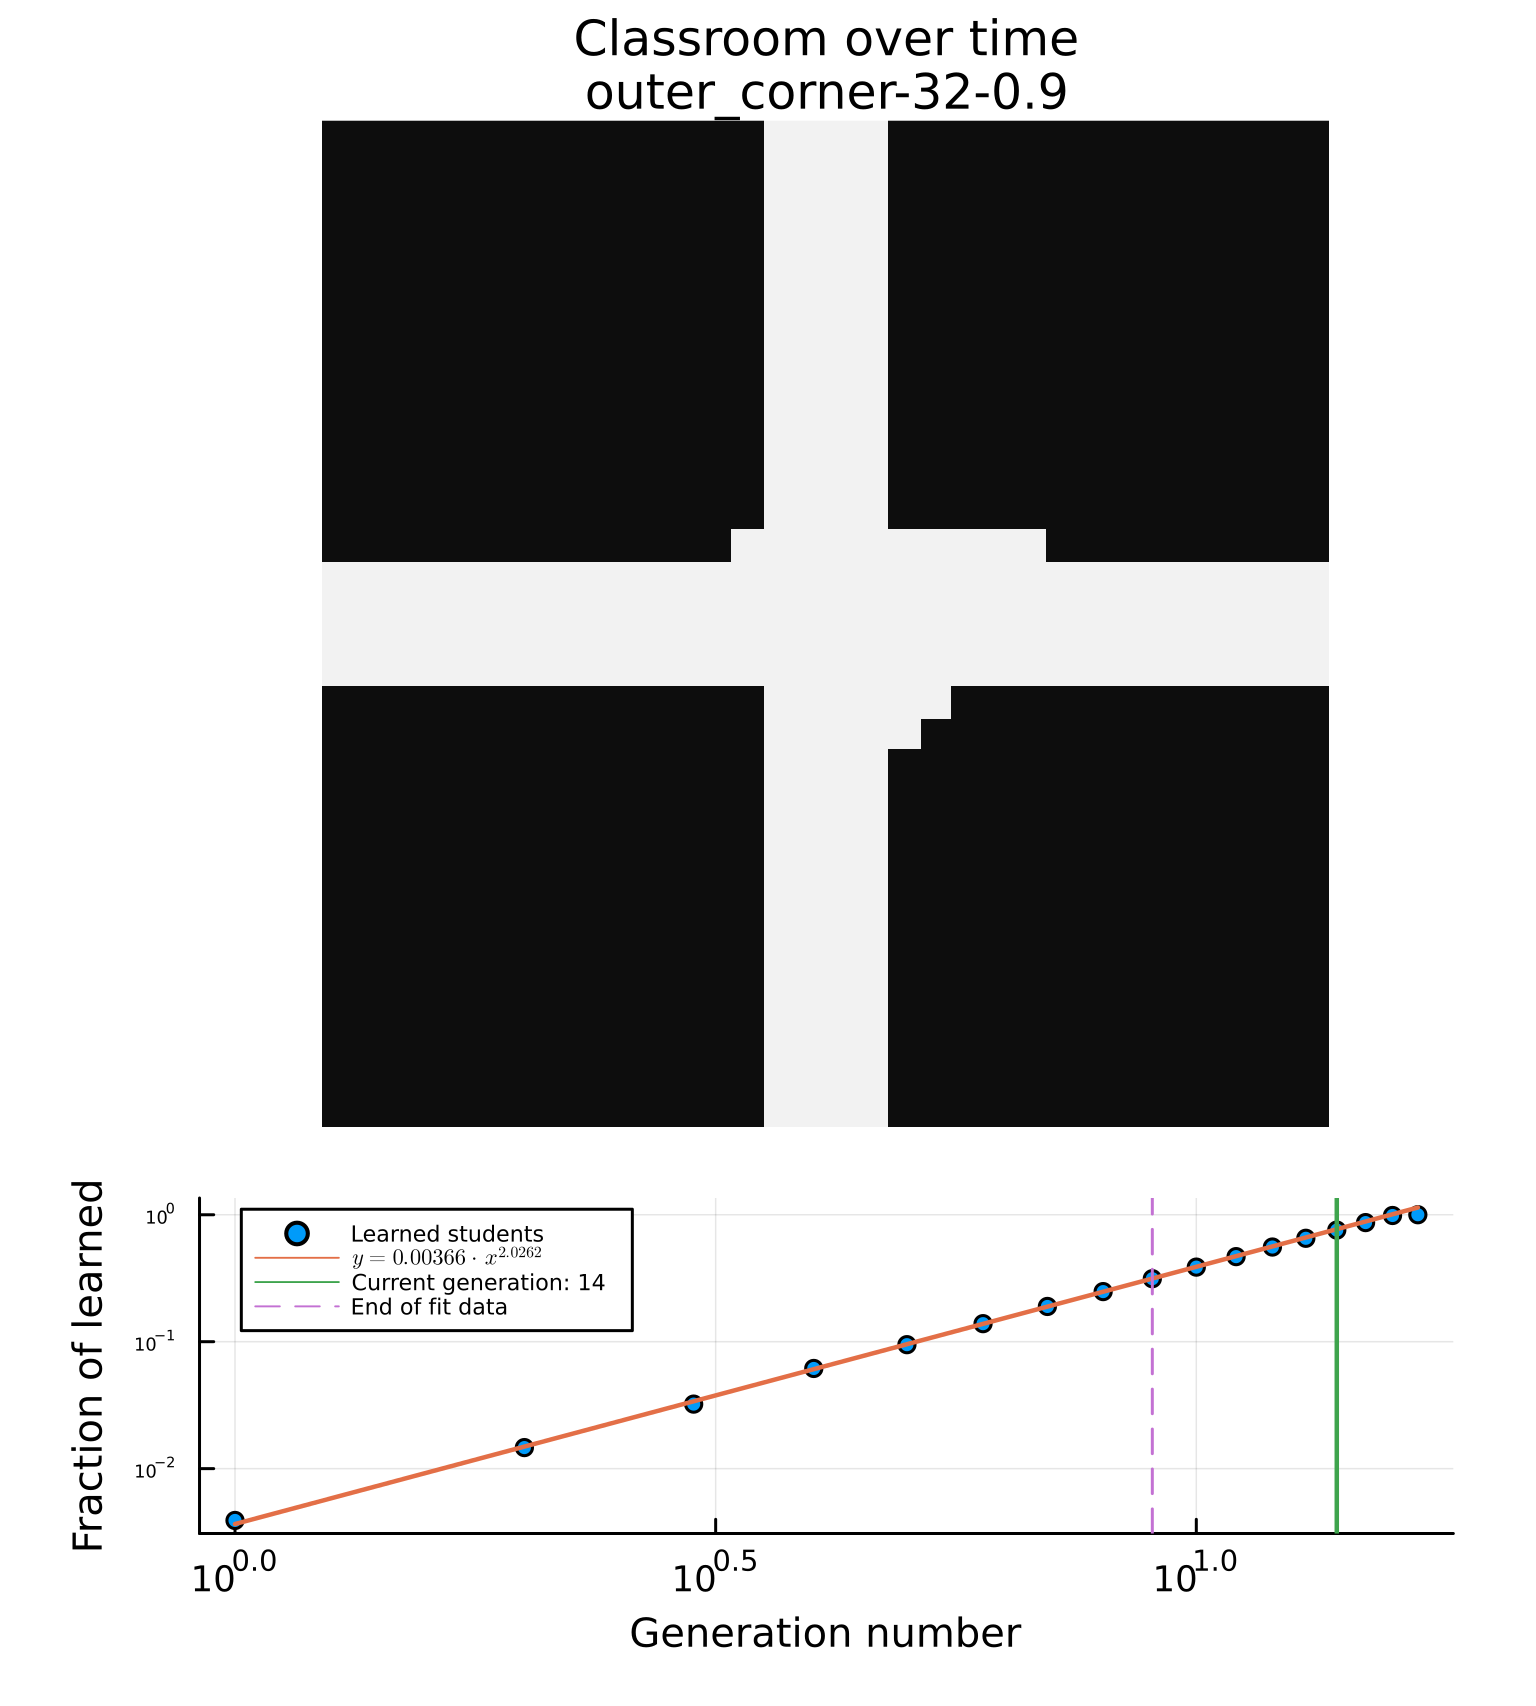 Classroom over time
outer_corner-32-0.9
Fraction of learned
10^0
10^-1
10^-2
Learned students
y = 0.00366 · x^2.0262
Current generation: 14
End of fit data
10^0.0
10^0.5
10^1.0
Generation number